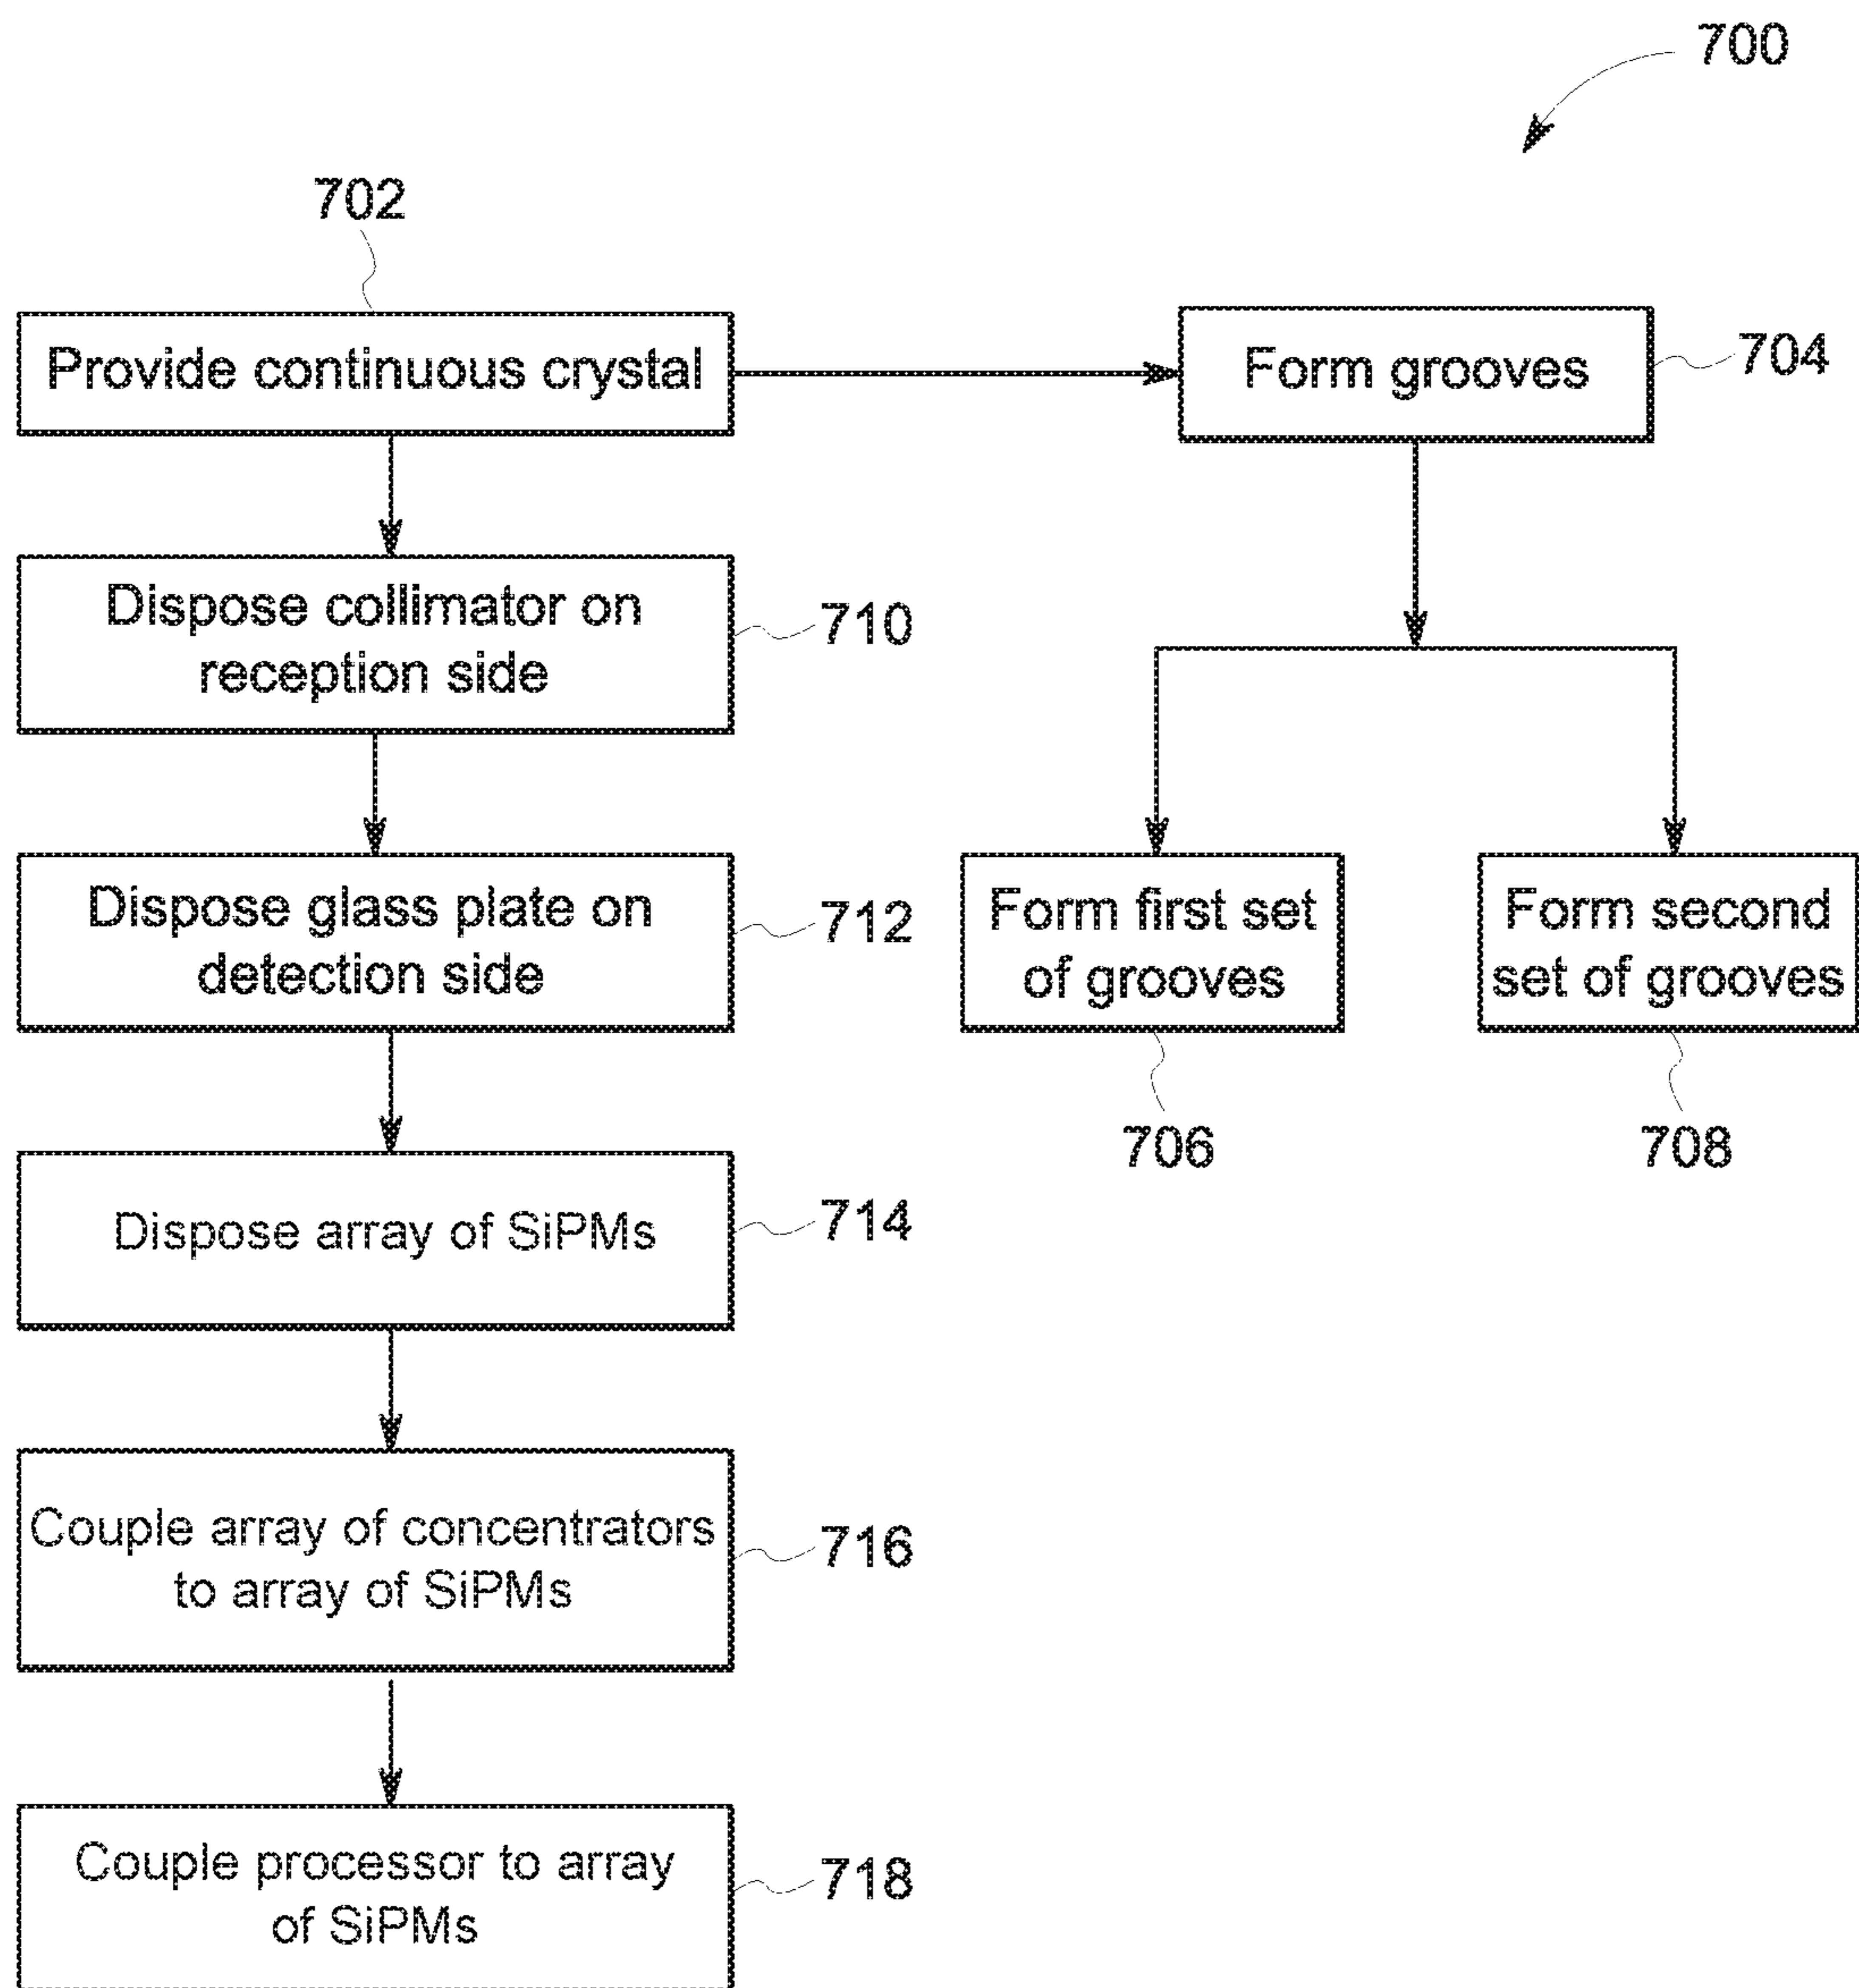 700
702
Provide continuous crystal
Form grooves
704
Dispose collimator on
reception side
710
Dispose glass plate on
detection side
712
Form first set
of grooves
Form second
set of grooves
706
708
Dispose array of SiPMs
714
Couple array of concentrators
to array of SiPMs
716
Couple processor to array
of SiPMs
718